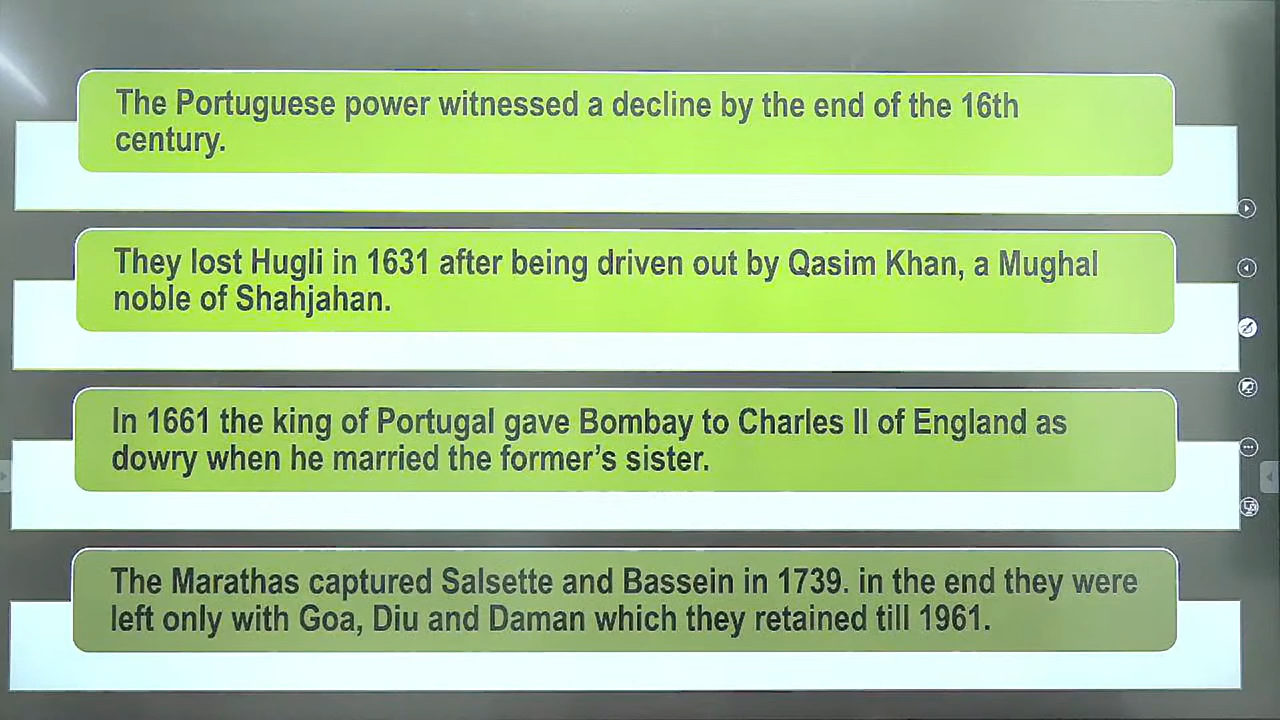 The Portuguese power witnessed a decline by the end of the 16th
century.
They lost Hugli in 1631 after being driven out by Qasim Khan, a Mughal
noble of Shahjahan.
In 1661 the king of Portugal gave Bombay to Charles II of England as
dowry when he married the former’s sister.
The Marathas captured Salsette and Bassein in 1739. in the end they were
left only with Goa, Diu and Daman which they retained till 1961.